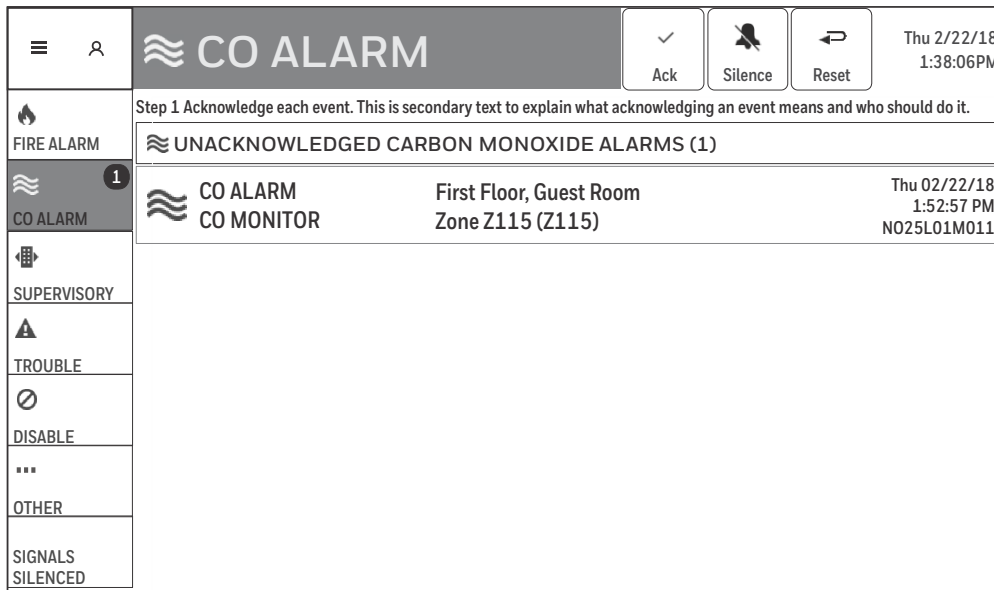 CO ALARM
Ack
Silence
Reset
Thu 2/22/18
1:38:06PM
Step 1 Acknowledge each event. This is secondary text to explain what acknowledging an event means and who should do it.
FIRE ALARM
UNACKNOWLEDGED CARBON MONOXIDE ALARMS (1)
1
CO ALARM
CO ALARM
CO MONITOR
First Floor, Guest Room
Zone Z115 (Z115)
Thu 02/22/18
1:52:57 PM
N025L01M011
SUPERVISORY
TROUBLE
DISABLE
OTHER
SIGNALS
SILENCED